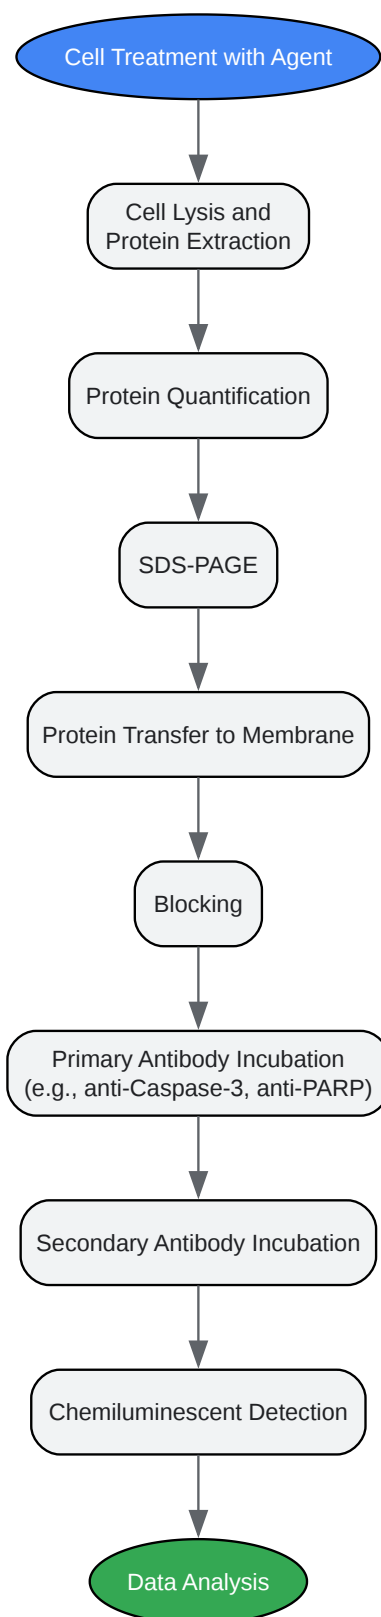 Cell Treatment with Agent
Cell Lysis and
Protein Extraction
Protein Quantification
SDS-PAGE
Protein Transfer to Membrane
Blocking
Primary Antibody Incubation
(e.g., anti-Caspase-3, anti-PARP)
Secondary Antibody Incubation
Chemiluminescent Detection
Data Analysis